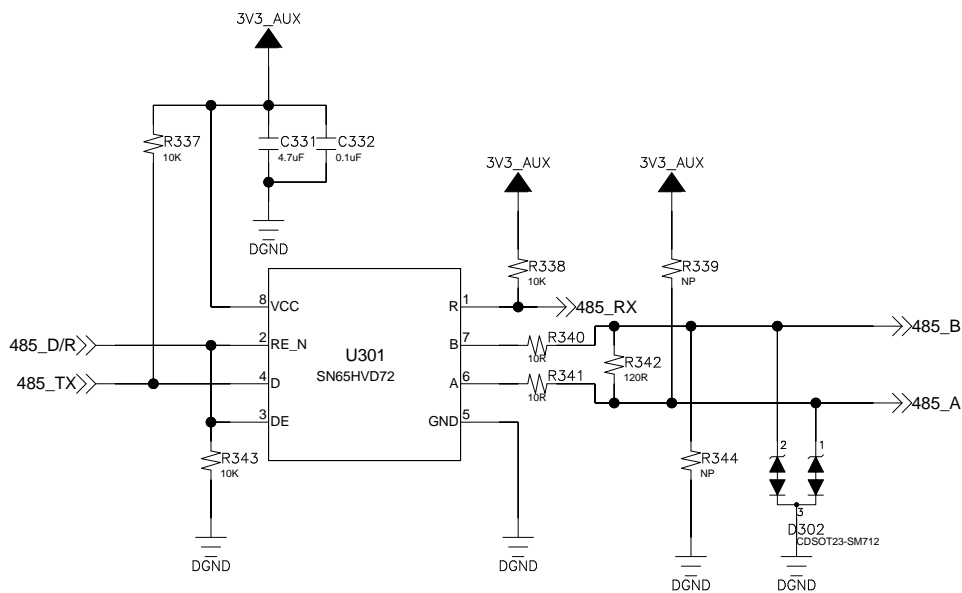 3V3_AUX
R337
10K
C331
4.7uF
C332
0.1uF
DGND
3V3_AUX
3V3_AUX
R338
10K
R339
NP
8
VCC
R
1
485_RX
485_D/R
2
RE_N
U301
SN65HVD72
B
7
R340
10R
485_B
485_TX
4
D
A
6
R341
10R
R342
120R
485_A
3
DE
GND
5
R343
10K
R344
NP
2
1
3
D302
CDSOT23-SM712
DGND
DGND
DGND
DGND